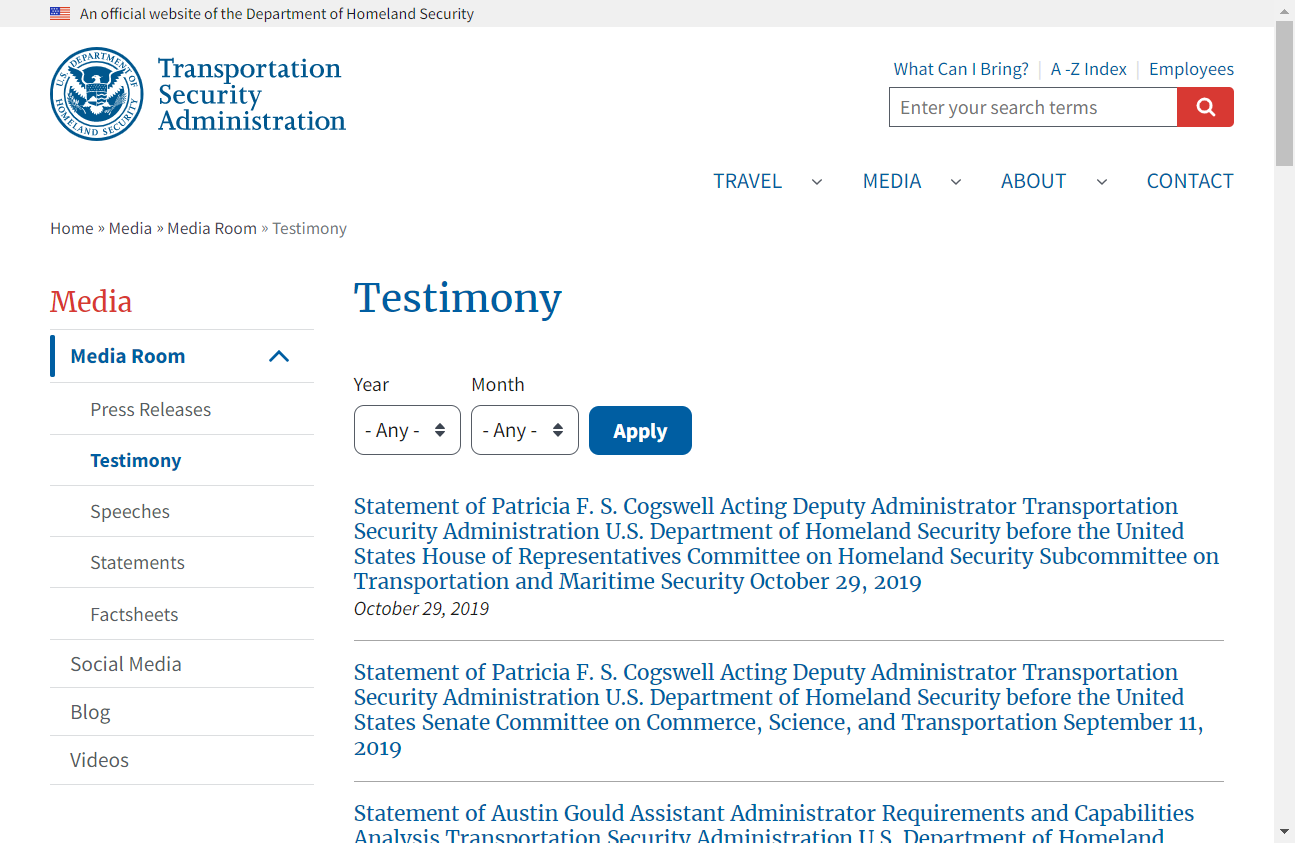 An official website of the Department of Homeland Security
U.S. DEPARTMENT OF HOMELAND SECURITY
Transportation
Security
Administration
What Can I Bring?
A -Z Index
Employees
Enter your search terms
TRAVEL
MEDIA
ABOUT
CONTACT
Home » Media » Media Room » Testimony
Media
Media Room
Press Releases
Testimony
Speeches
Statements
Factsheets
Social Media
Blog
Videos
Testimony
Year
Month
- Any -
- Any -
Apply
Statement of Patricia F. S. Cogswell Acting Deputy Administrator Transportation
Security Administration U.S. Department of Homeland Security before the United
States House of Representatives Committee on Homeland Security Subcommittee on
Transportation and Maritime Security October 29, 2019
October 29, 2019
Statement of Patricia F. S. Cogswell Acting Deputy Administrator Transportation
Security Administration U.S. Department of Homeland Security before the United
States Senate Committee on Commerce, Science, and Transportation September 11,
2019
Statement of Austin Gould Assistant Administrator Requirements and Capabilities
Analysis Transportation Security Administration U.S. Department of Homeland